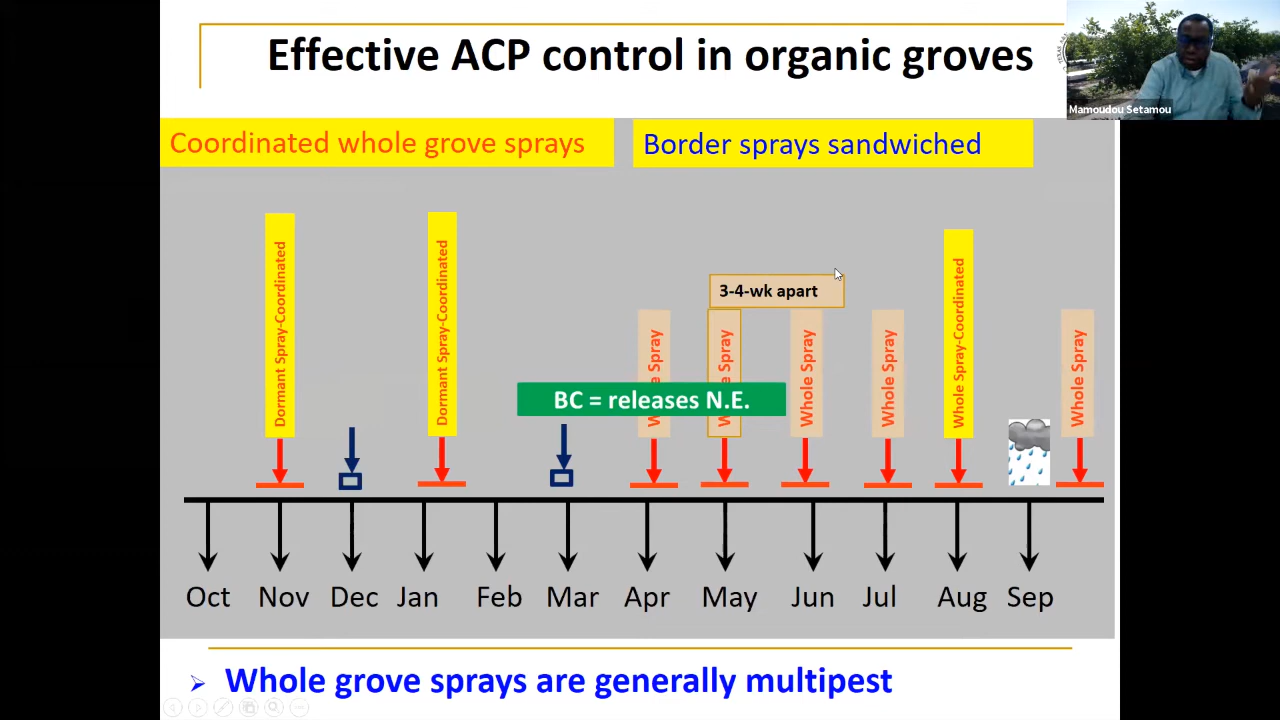 Effective ACP control in organic groves
Mamoudou Setamou
Coordinated whole grove sprays
Border sprays sandwiched
Dormant Spray-Coordinated
Dormant Spray-Coordinated
3-4-wk apart
Spray
Spray
Whole Spray
Whole Spray
Whole Spray-Coordinated
Whole Spray
BC = releases N.E.
Oct Nov Dec Jan Feb Mar Apr May Jun Jul Aug Sep
Whole grove sprays are generally multipest